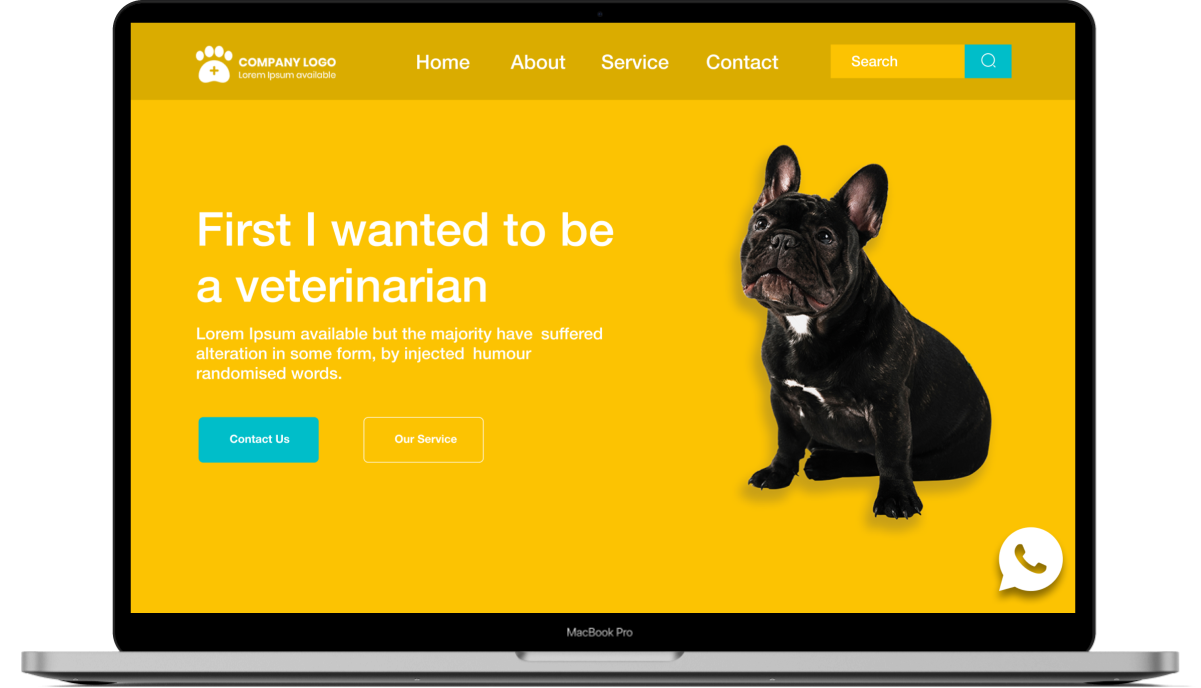 COMPANY LOGO
Lorem Ipsum available
Home About Service Contact Search
First I wanted to be
a veterinarian
Lorem Ipsum available but the majority have suffered
alteration in some form, by injected humour
randomised words.
Contact Us Our Service
MacBook Pro